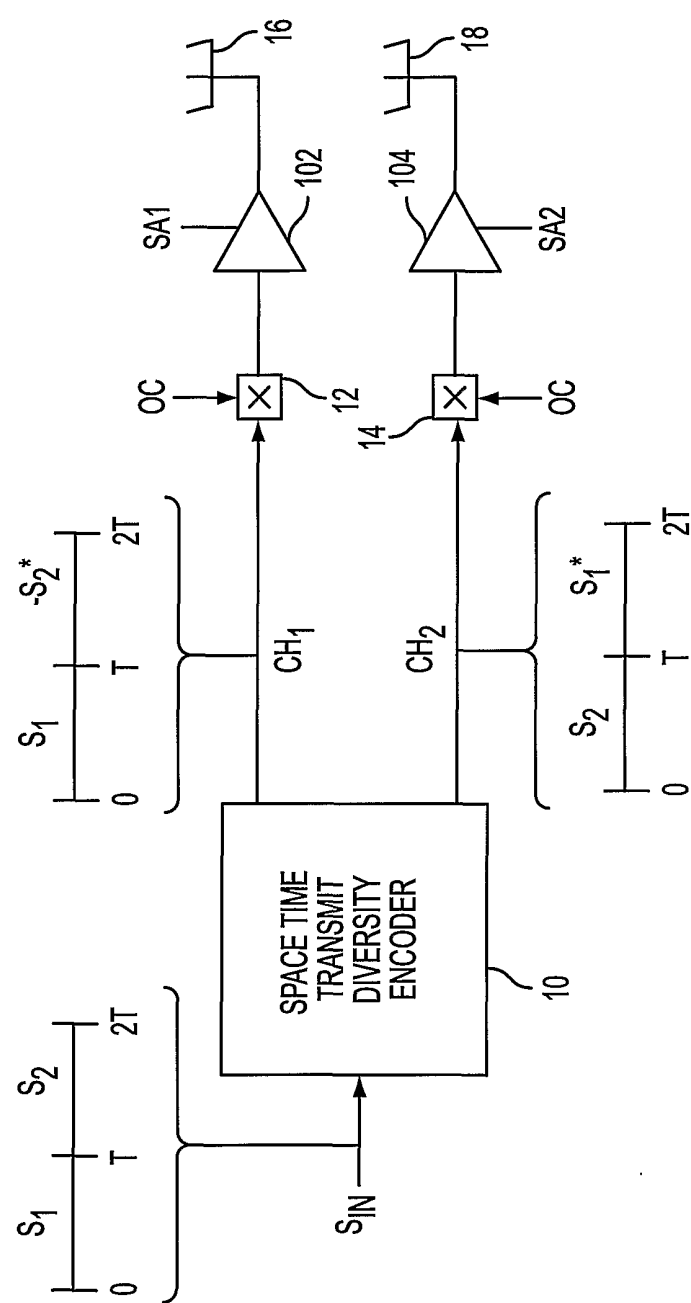 S1 S2
0 T 2T
SIN
SPACE TIME
TRANSMIT
DIVERSITY
ENCODER
10
S1 -S2*
0 T 2T
CH1
CH2
S2 S1*
0 T 2T
OC
12
14
OC
SA1
102
104
SA2
16
18